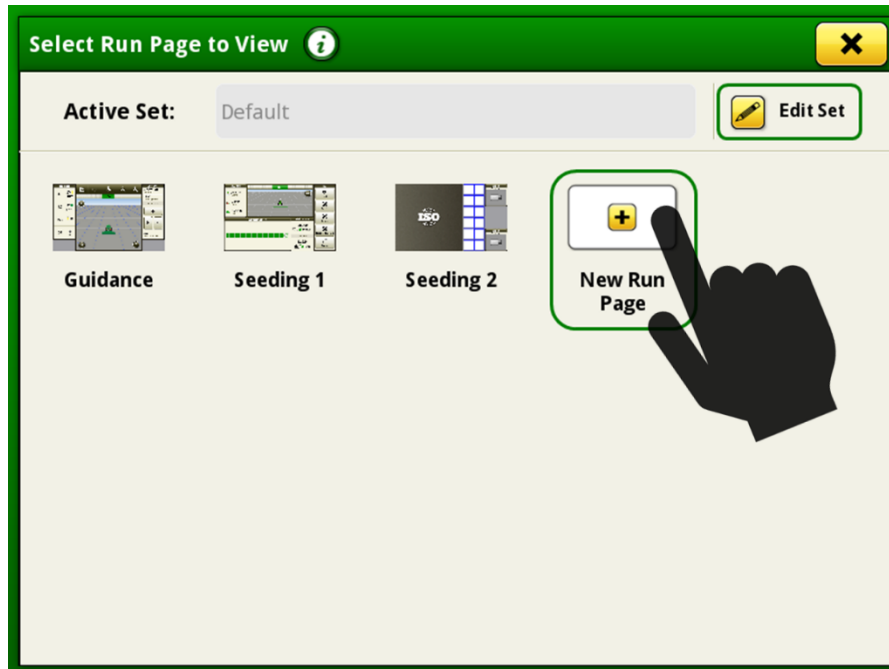 Select Run Page to View
Active Set:
Default
Edit Set
ISO
Guidance
Seeding 1
Seeding 2
New Run
Page